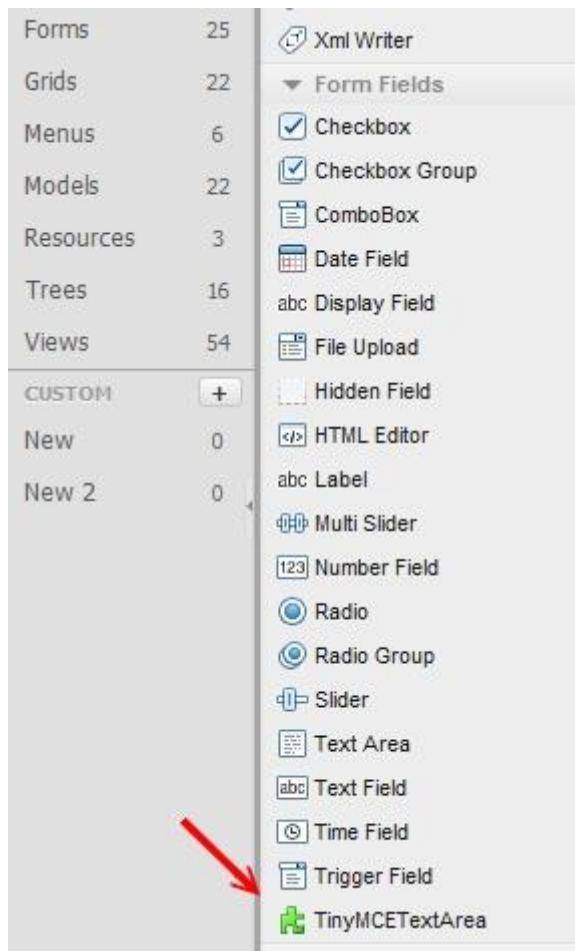 Forms 25
Grids 22
Menus 6
Models 22
Resources 3
Trees 16
Views 54
CUSTOM +
New 0
New 2 0
Xml Writer
Form Fields
Checkbox
Checkbox Group
ComboBox
Date Field
abc Display Field
File Upload
Hidden Field
</> HTML Editor
abc Label
Multi Slider
123 Number Field
Radio
Radio Group
Slider
Text Area
abc Text Field
Time Field
Trigger Field
TinyMCETextArea